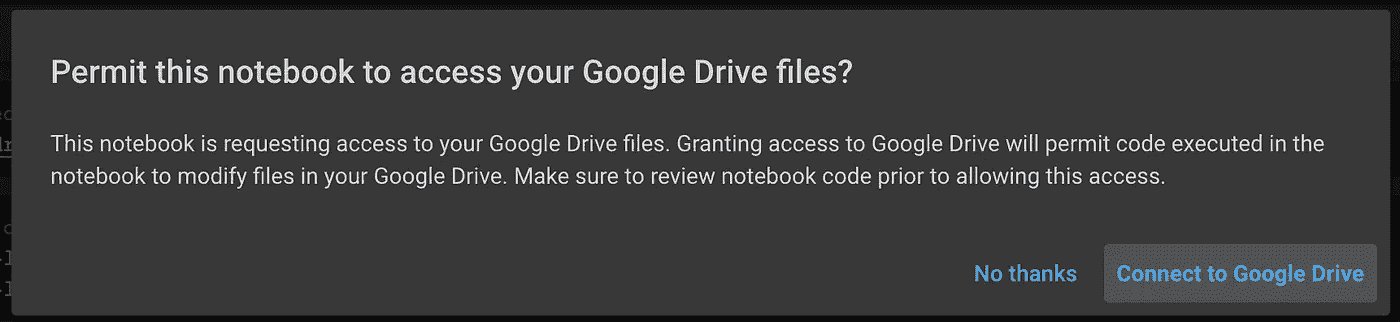 Permit this notebook to access your Google Drive files?
This notebook is requesting access to your Google Drive files. Granting access to Google Drive will permit code executed in the
notebook to modify files in your Google Drive. Make sure to review notebook code prior to allowing this access.
No thanks
Connect to Google Drive